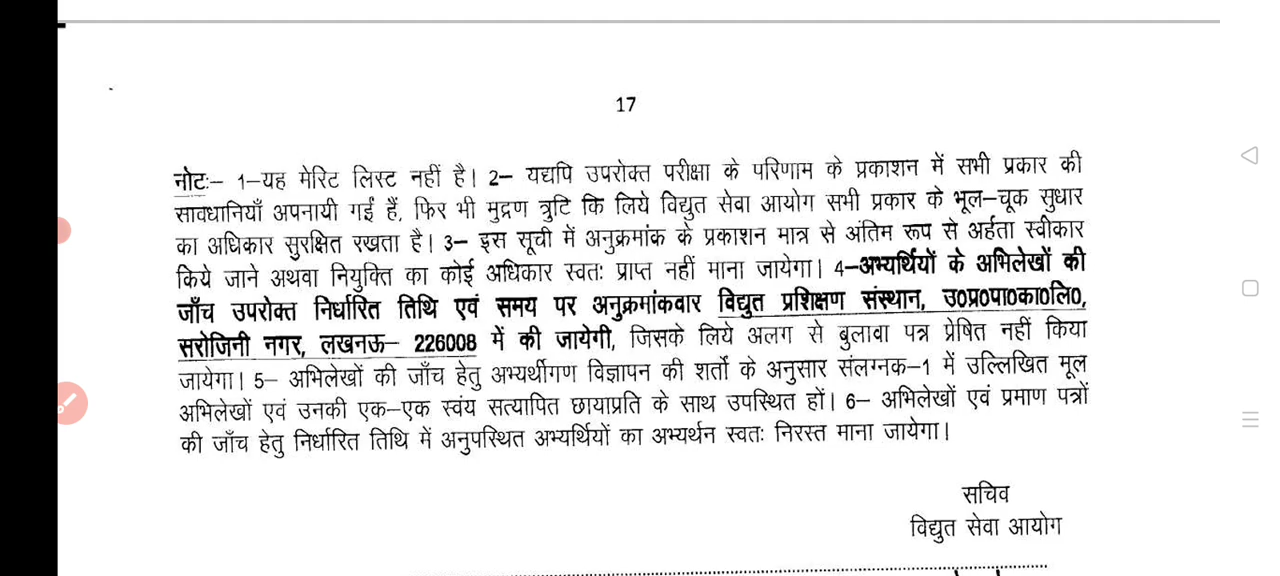 17
नोटः– 1–यह मेरिट लिस्ट नहीं है। 2– यद्यपि उपरोक्त परीक्षा के परिणाम के प्रकाशन में सभी प्रकार की
सावधानियाँ अपनायी गई हैं, फिर भी मुद्रण त्रुटि कि लिये विद्युत सेवा आयोग सभी प्रकार के भूल–चूक सुधार
का अधिकार सुरक्षित रखता है। 3– इस सूची में अनुक्रमांक के प्रकाशन मात्र से अंतिम रूप से अर्हता स्वीकार
किये जाने अथवा नियुक्ति का कोई अधिकार स्वतः प्राप्त नहीं माना जायेगा। 4–अभ्यर्थियों के अभिलेखों की
जाँच उपरोक्त निर्धारित तिथि एवं समय पर अनुक्रमांकवार विद्युत प्रशिक्षण संस्थान, उ0प्र0पा0का0लि0,
सरोजिनी नगर, लखनऊ– 226008 में की जायेगी, जिसके लिये अलग से बुलावा पत्र प्रेषित नहीं किया
जायेगा। 5– अभिलेखों की जाँच हेतु अभ्यर्थीगण विज्ञापन की शर्तो के अनुसार संलग्नक–1 में उल्लिखित मूल
अभिलेखों एवं उनकी एक–एक स्वंय सत्यापित छायाप्रति के साथ उपस्थित हों। 6– अभिलेखों एवं प्रमाण पत्रों
की जाँच हेतु निर्धारित तिथि में अनुपस्थित अभ्यर्थियों का अभ्यर्थन स्वतः निरस्त माना जायेगा।
सचिव
विद्युत सेवा आयोग